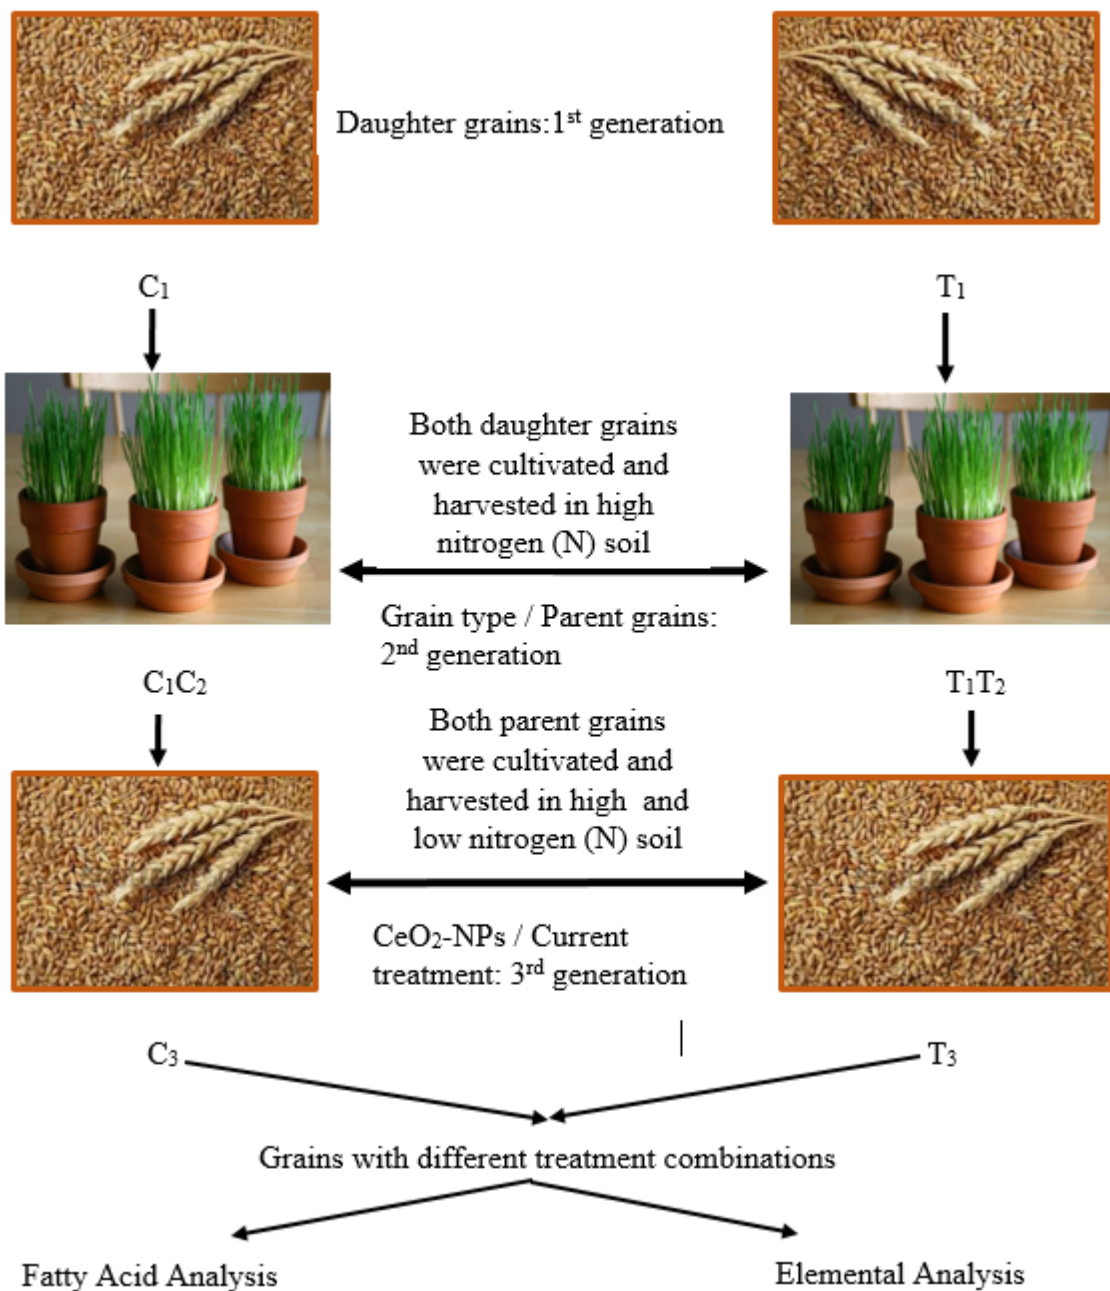 Daughter grains:1st generation
C1
T1
Both daughter grains
were cultivated and
harvested in high
nitrogen (N) soil
Grain type / Parent grains:
2nd generation
C1C2
T1T2
Both parent grains
were cultivated and
harvested in high and
low nitrogen (N) soil
CeO2-NPs / Current
treatment: 3rd generation
C3
T3
Grains with different treatment combinations
Fatty Acid Analysis
Elemental Analysis